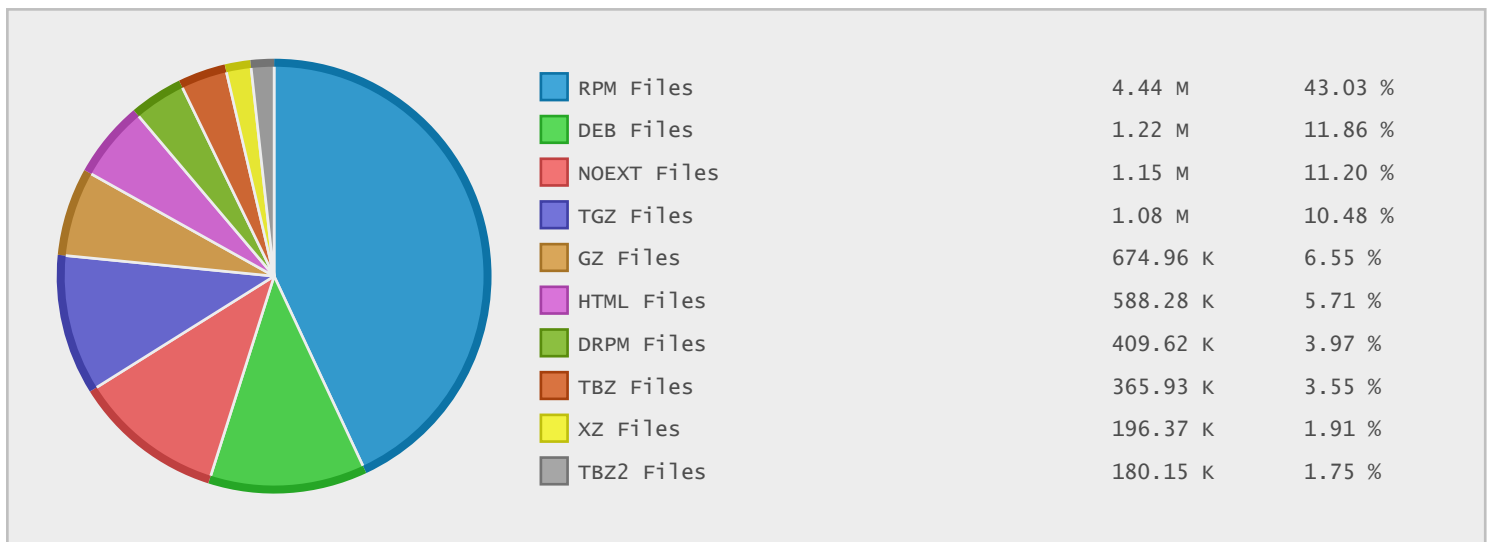 RPM Files 4.44 M 43.03 %
DEB Files 1.22 M 11.86 %
NOEXT Files 1.15 M 11.20 %
TGZ Files 1.08 M 10.48 %
GZ Files 674.96 K 6.55 %
HTML Files 588.28 K 5.71 %
DRPM Files 409.62 K 3.97 %
TBZ Files 365.93 K 3.55 %
XZ Files 196.37 K 1.91 %
TBZ2 Files 180.15 K 1.75 %